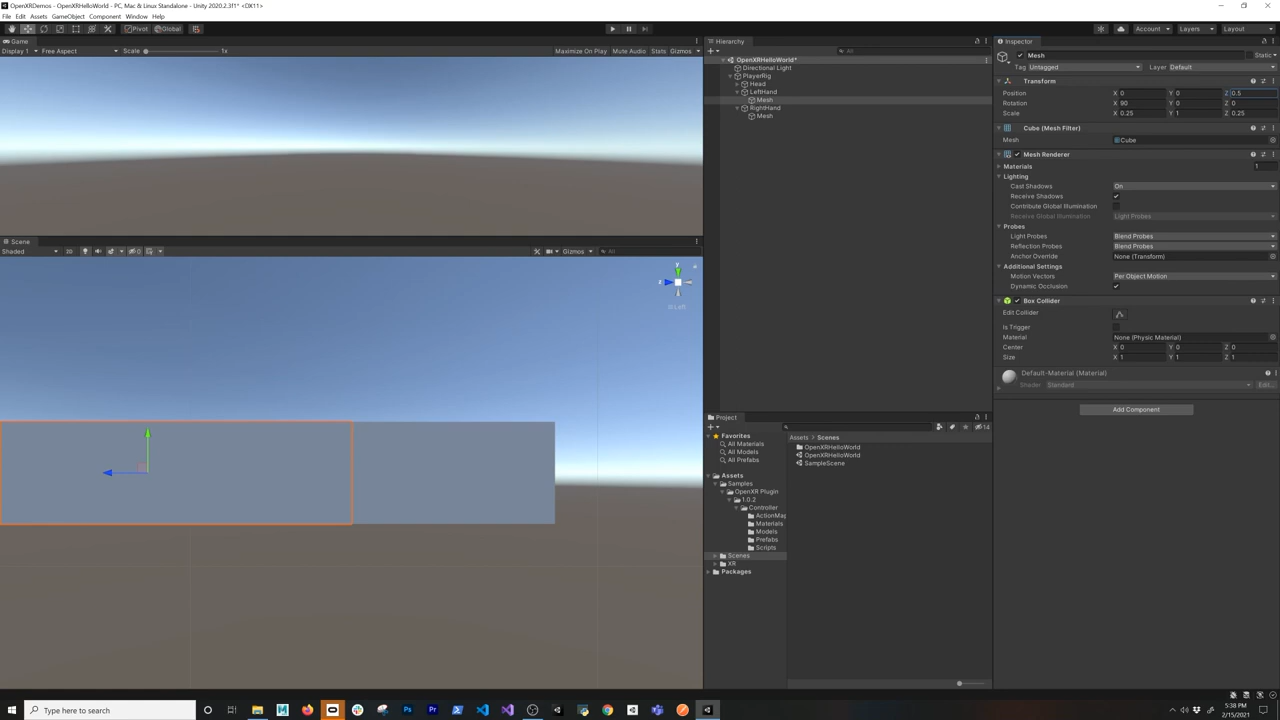 OpenXRDemos - OpenXRHelloWorld - PC, Mac & Linux Standalone - Unity 2020.2.3f1* <DX11>
File Edit Assets GameObject Component Window Help
Pivot Global Account Layers Layout
Game
Display 1 Free Aspect Scale 1x Maximize On Play Mute Audio Stats Gizmos
Hierarchy
All
OpenXRHelloWorld*
Directional Light
PlayerRig
Head
LeftHand
Mesh
RightHand
Mesh
Scene
Shaded 2D 0 Gizmos All
y
z
Left
Project
14
Favorites
All Materials
All Models
All Prefabs
Assets
Samples
OpenXR Plugin
1.0.2
Controller
ActionMap
Materials
Models
Prefabs
Scripts
Scenes
XR
Packages
Assets > Scenes
OpenXRHelloWorld
OpenXRHelloWorld
SampleScene
Inspector
Mesh Static
Tag Untagged Layer Default
Transform
Position X 0 Y 0 Z 0.5
Rotation X 90 Y 0 Z 0
Scale X 0.25 Y 1 Z 0.25
Cube (Mesh Filter)
Mesh Cube
Mesh Renderer
Materials 1
Lighting
Cast Shadows On
Receive Shadows
Contribute Global Illumination
Receive Global Illumination Light Probes
Probes
Light Probes Blend Probes
Reflection Probes Blend Probes
Anchor Override None (Transform)
Additional Settings
Motion Vectors Per Object Motion
Dynamic Occlusion
Box Collider
Edit Collider
Is Trigger
Material None (Physic Material)
Center X 0 Y 0 Z 0
Size X 1 Y 1 Z 1
Default-Material (Material)
Shader Standard Edit...
Add Component
Type here to search
5:38 PM
2/15/2021